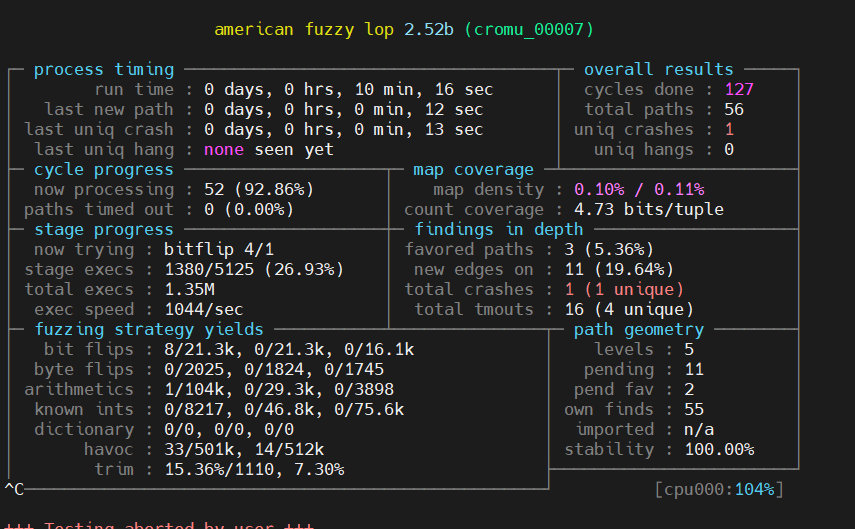 american fuzzy lop 2.52b (cromu_00007)
process timing overall results
run time : 0 days, 0 hrs, 10 min, 16 sec cycles done : 127
last new path : 0 days, 0 hrs, 0 min, 12 sec total paths : 56
last uniq crash : 0 days, 0 hrs, 0 min, 13 sec uniq crashes : 1
last uniq hang : none seen yet uniq hangs : 0
cycle progress map coverage
now processing : 52 (92.86%) map density : 0.10% / 0.11%
paths timed out : 0 (0.00%) count coverage : 4.73 bits/tuple
stage progress findings in depth
now trying : bitflip 4/1 favored paths : 3 (5.36%)
stage execs : 1380/5125 (26.93%) new edges on : 11 (19.64%)
total execs : 1.35M total crashes : 1 (1 unique)
exec speed : 1044/sec total tmouts : 16 (4 unique)
fuzzing strategy yields path geometry
bit flips : 8/21.3k, 0/21.3k, 0/16.1k levels : 5
byte flips : 0/2025, 0/1824, 0/1745 pending : 11
arithmetics : 1/104k, 0/29.3k, 0/3898 pend fav : 2
known ints : 0/8217, 0/46.8k, 0/75.6k own finds : 55
dictionary : 0/0, 0/0, 0/0 imported : n/a
havoc : 33/501k, 14/512k stability : 100.00%
trim : 15.36%/1110, 7.30%
^C [cpu000:104%]
+++ Testing aborted by user +++